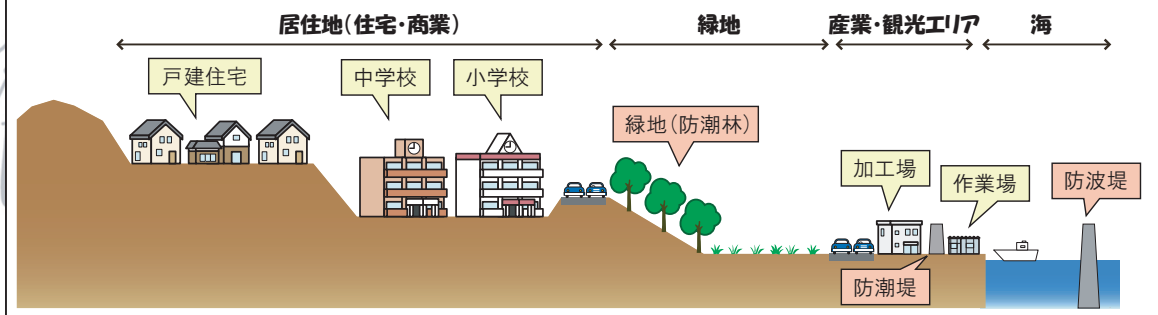 居住地(住宅・商業)
緑地
産業・観光エリア
海
戸建住宅
中学校
小学校
緑地(防潮林)
加工場
作業場
防波堤
防潮堤